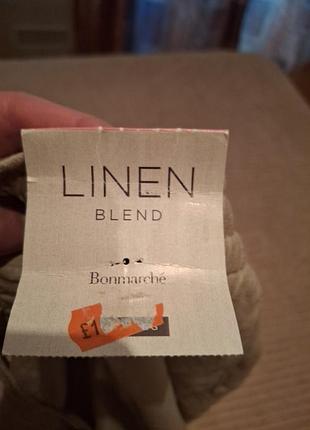 LINEN
BLEND
Bonmarché
£1